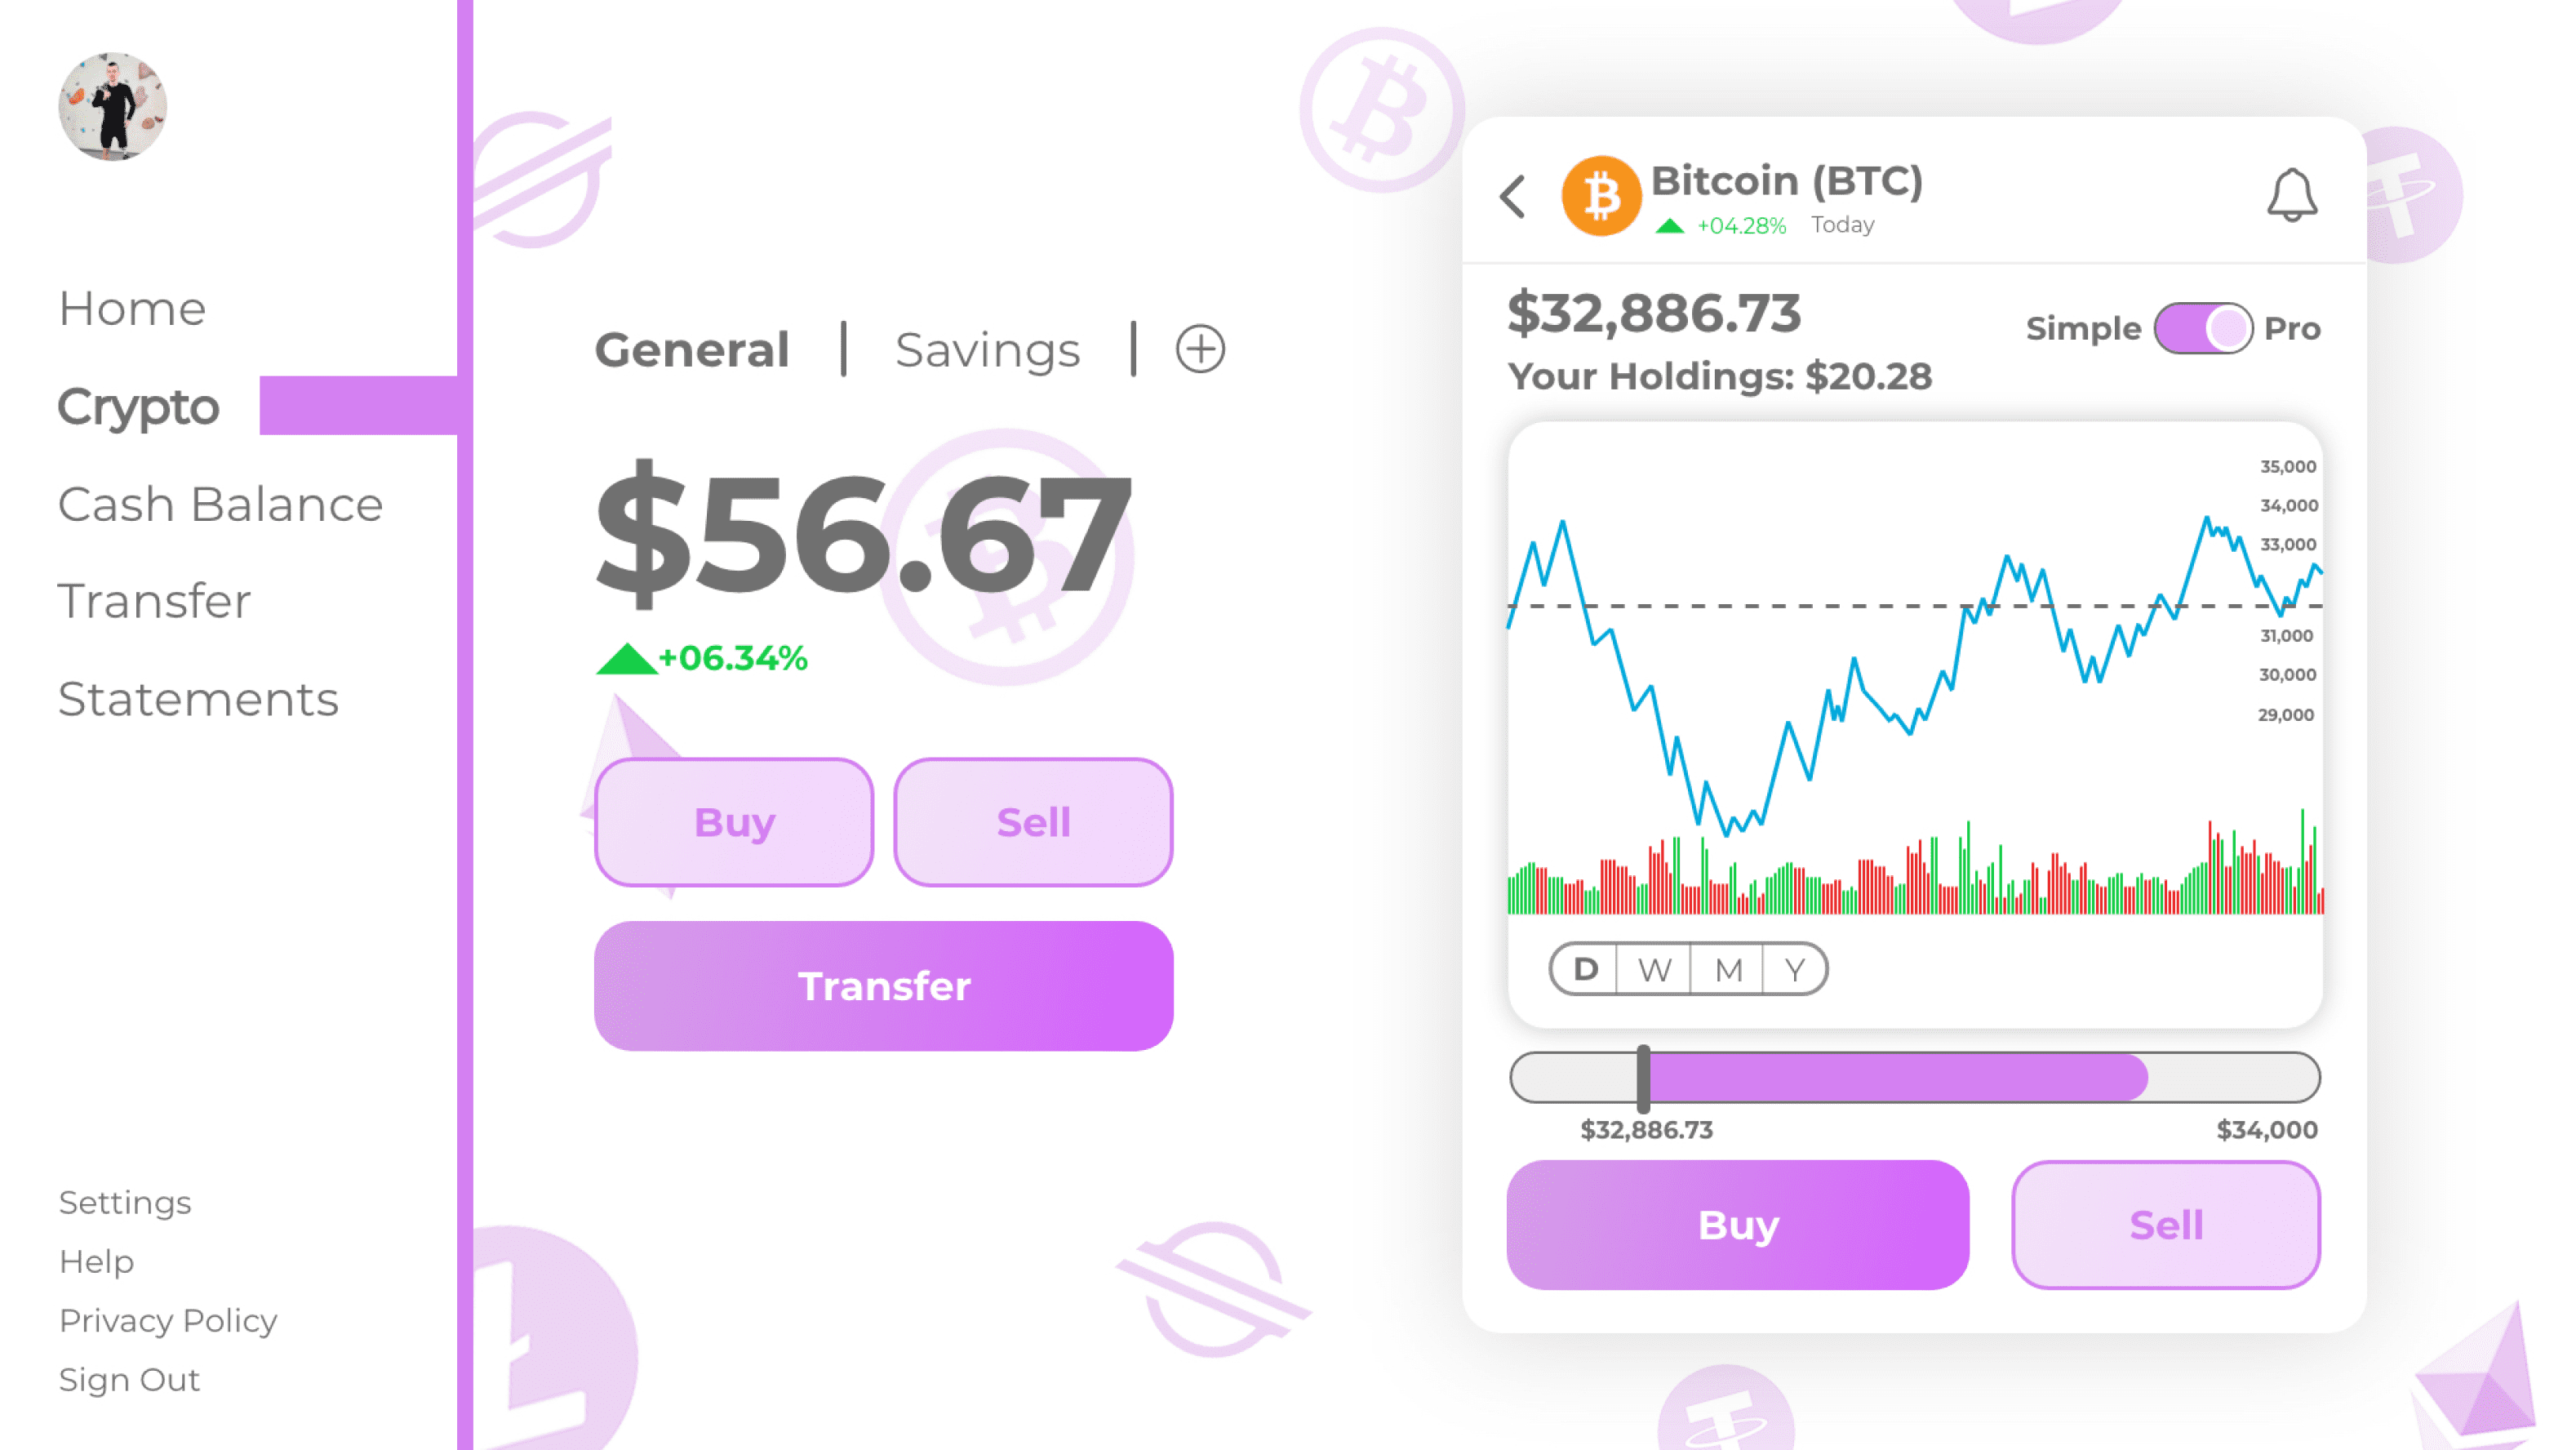 Home
Crypto
Cash Balance
Transfer
Statements
Settings
Help
Privacy Policy
Sign Out
General | Savings |
$56.67
+06.34%
Buy
Sell
Transfer
Bitcoin (BTC)
+04.28% Today
$32,886.73
Your Holdings: $20.28
Simple
Pro
35,000
34,000
33,000
31,000
30,000
29,000
D W M Y
$32,886.73
$34,000
Buy
Sell